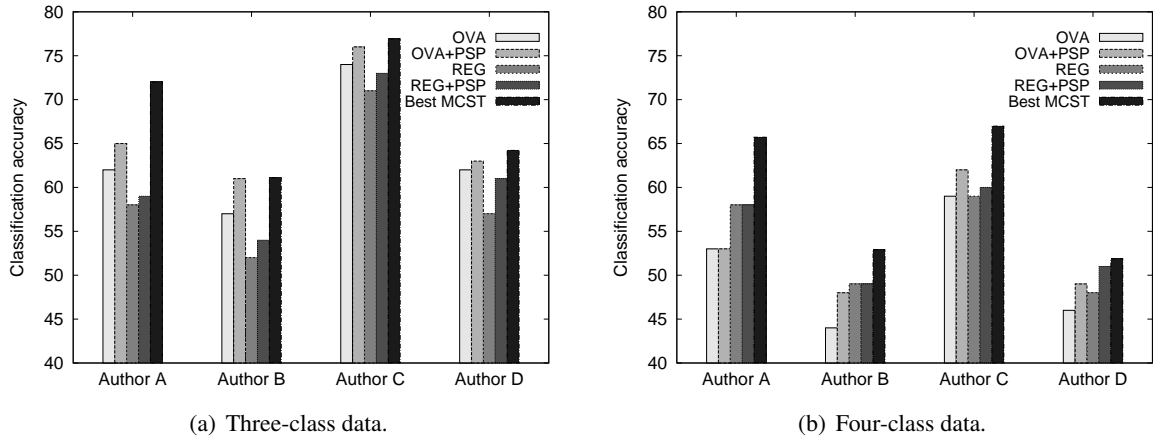 Classification accuracy
80
75
70
65
60
55
50
45
40
OVA
OVA+PSP
REG
REG+PSP
Best MCST
Author A Author B Author C Author D
(a) Three-class data.
Classification accuracy
80
75
70
65
60
55
50
45
40
OVA
OVA+PSP
REG
REG+PSP
Best MCST
Author A Author B Author C Author D
(b) Four-class data.